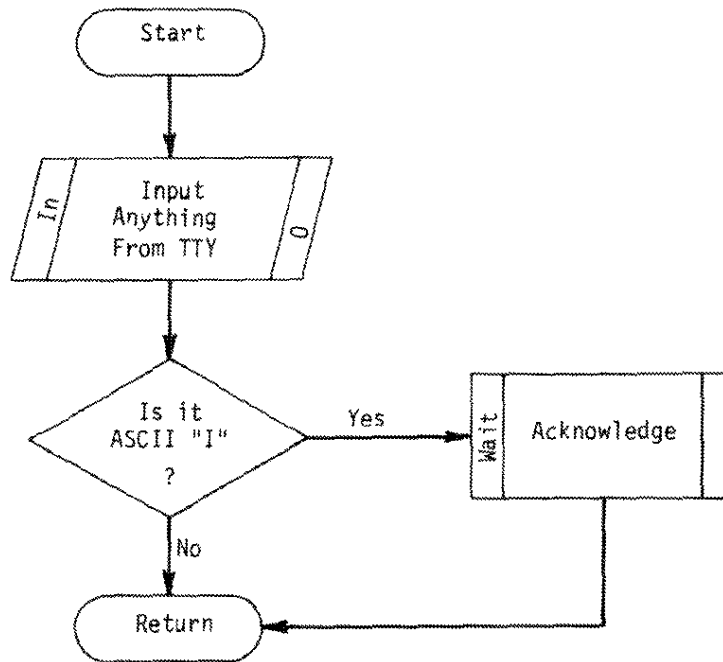 Start
In
Input
Anything
From TTY
O
Is it
ASCII "I"
?
Yes
Wait
Acknowledge
No
Return